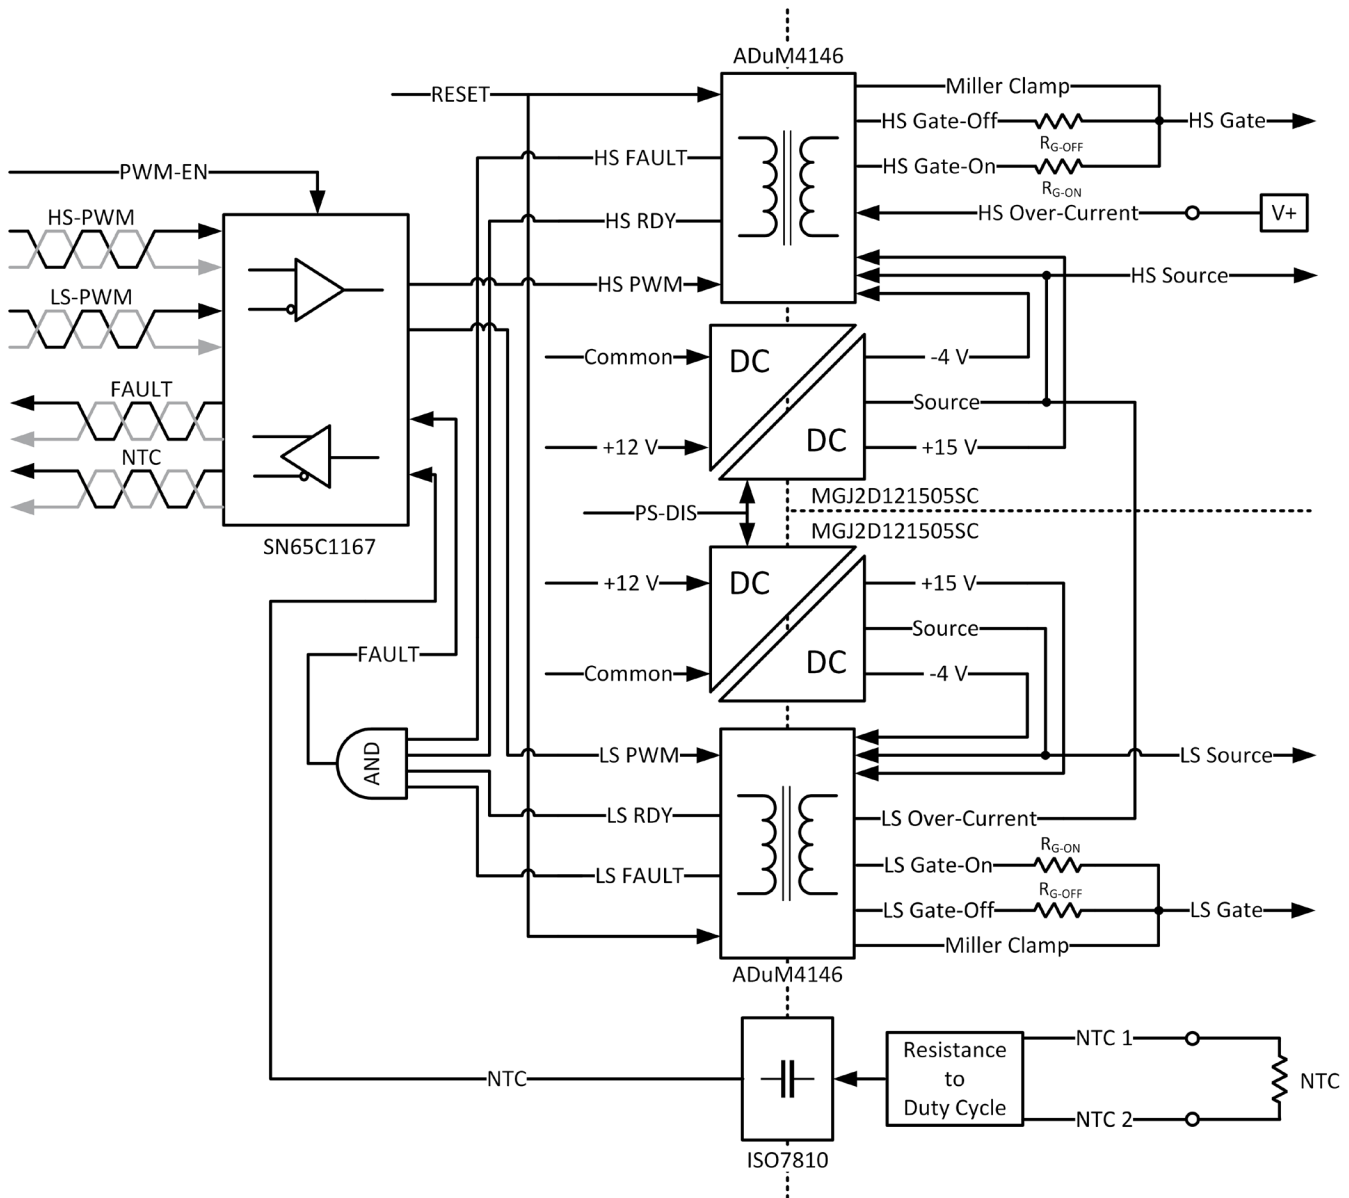 ADuM4146
RESET
Miller Clamp
HS Gate-Off
RG-OFF
HS Gate
HS FAULT
HS Gate-On
RG-ON
PWM-EN
HS-PWM
HS RDY
HS Over-Current
V+
HS PWM
HS Source
LS-PWM
Common
DC
-4 V
FAULT
Source
+12 V
DC
+15 V
NTC
MGJ2D121505SC
PS-DIS
MGJ2D121505SC
SN65C1167
+12 V
DC
+15 V
Source
FAULT
Common
DC
-4 V
AND
LS PWM
LS Source
LS RDY
LS Over-Current
RG-ON
LS FAULT
LS Gate-On
RG-OFF
LS Gate-Off
LS Gate
Miller Clamp
ADuM4146
NTC 1
Resistance
to
Duty Cycle
NTC
NTC
NTC 2
ISO7810